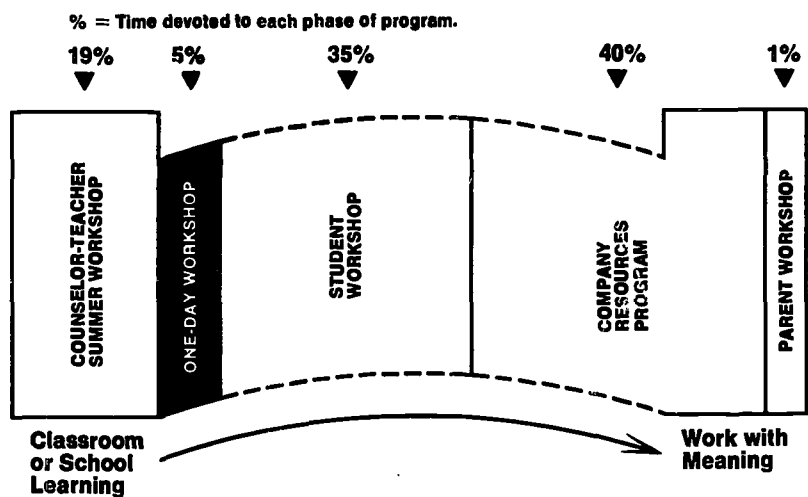 % = Time devoted to each phase of program.
19%
5%
35%
40%
1%
COUNSELOR-TEACHER
SUMMER WORKSHOP
ONE-DAY WORKSHOP
STUDENT
WORKSHOP
COMPANY
RESOURCES
PROGRAM
PARENT WORKSHOP
Classroom
or School
Learning
Work with
Meaning